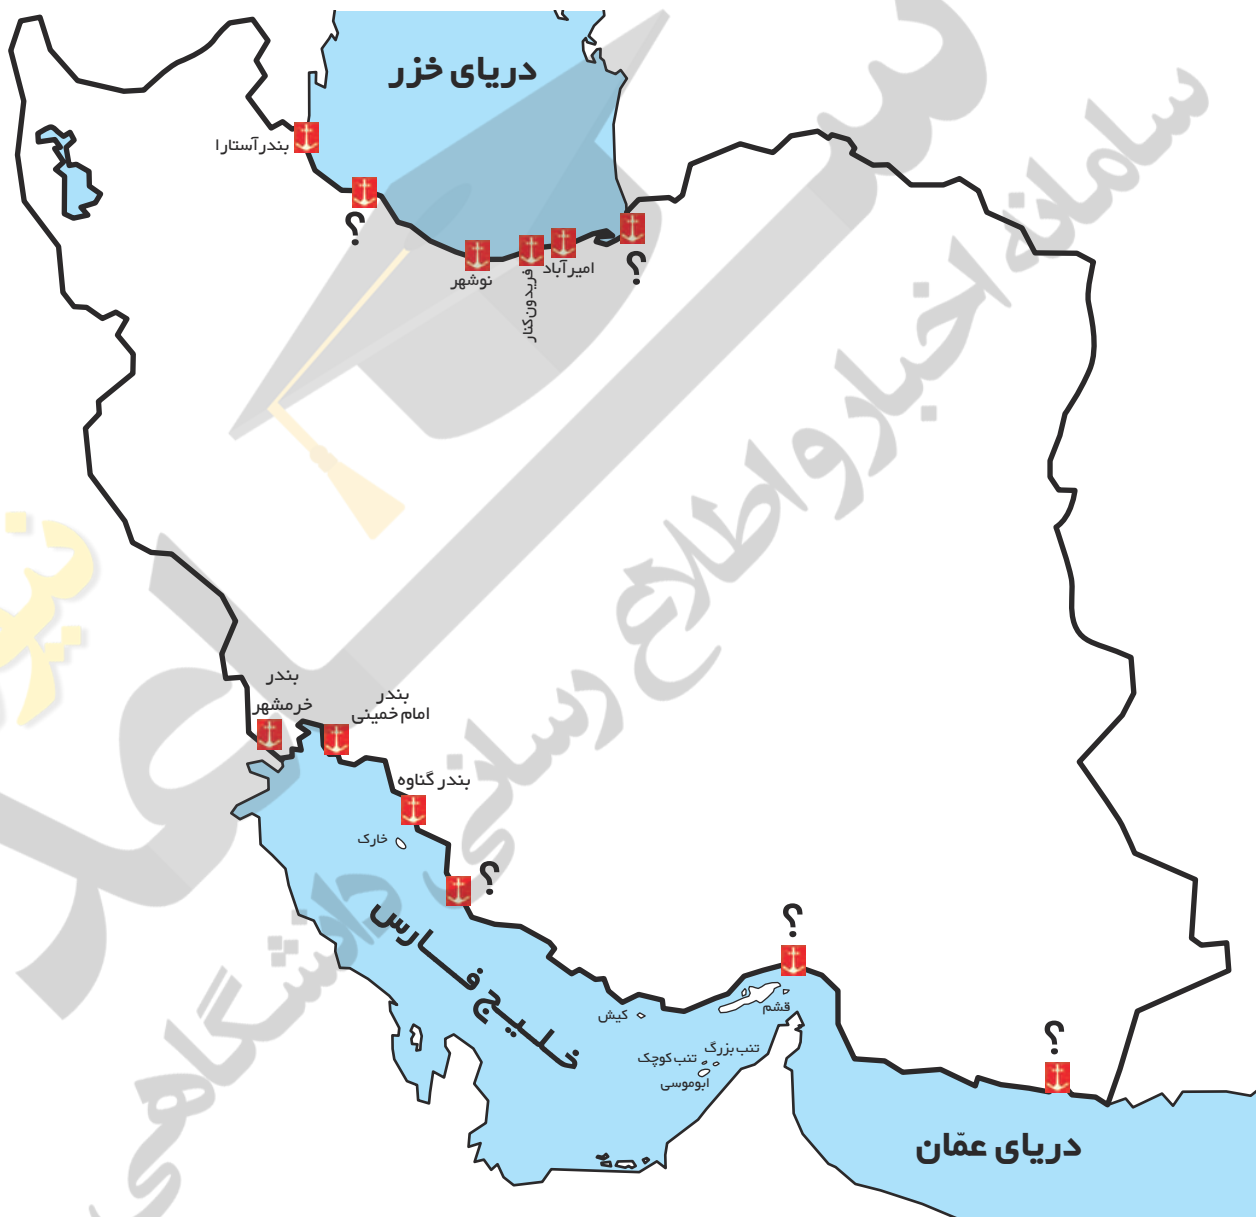 دریای خزر
بندرآستارا
؟
؟
امیرآباد
فریدون‌کنار
نوشهر
بندر
خرمشهر
بندر
امام خمینی
بندر گناوه
خارک
؟
؟
خلیج فارس
قشم
کیش
تنب بزرگ
تنب کوچک
ابوموسی
؟
دریای عمّان
سامانه اخبار و اطلاع رسانی دانشگاهی